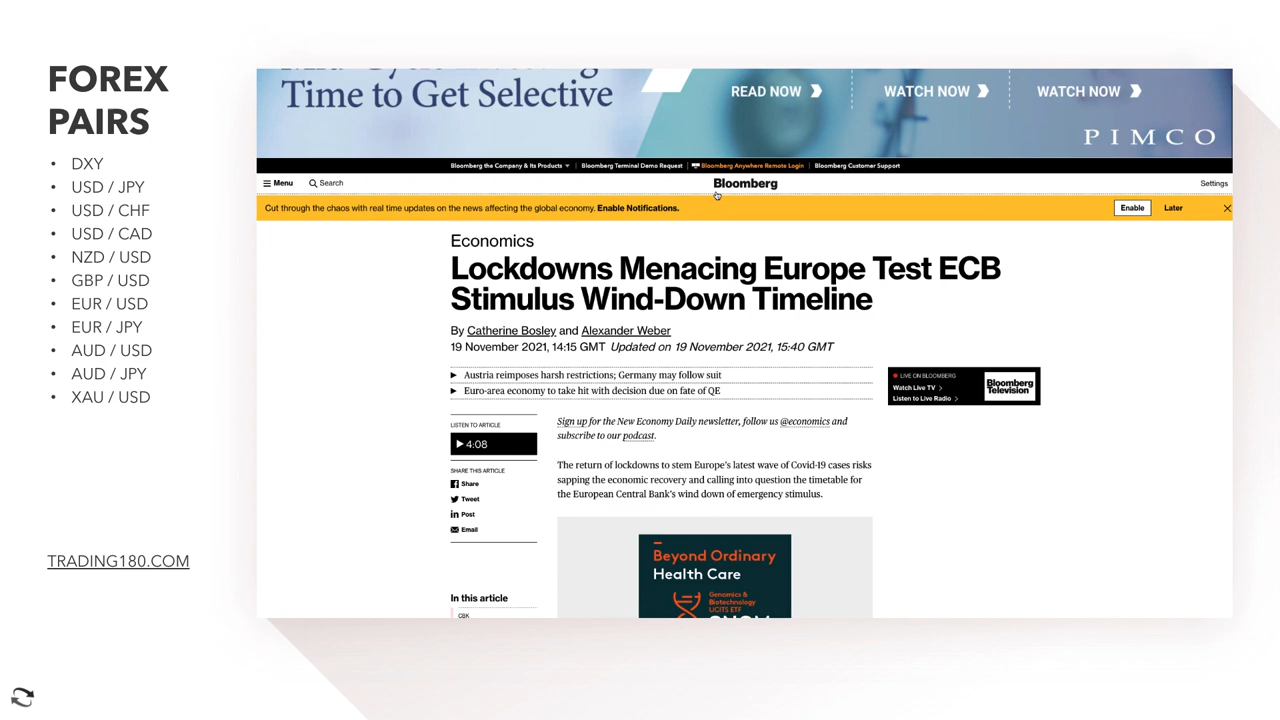 FOREX
PAIRS
• DXY
• USD / JPY
• USD / CHF
• USD / CAD
• NZD / USD
• GBP / USD
• EUR / USD
• EUR / JPY
• AUD / USD
• AUD / JPY
• XAU / USD
TRADING180.COM
Time to Get Selective
READ NOW
WATCH NOW
WATCH NOW
PIMCO
Bloomberg the Company & Its Products
Bloomberg Terminal Demo Request
Bloomberg Anywhere Remote Login
Bloomberg Customer Support
Menu
Search
Bloomberg
Settings
Cut through the chaos with real time updates on the news affecting the global economy. Enable Notifications.
Enable
Later
Economics
Lockdowns Menacing Europe Test ECB
Stimulus Wind-Down Timeline
By Catherine Bosley and Alexander Weber
19 November 2021, 14:15 GMT Updated on 19 November 2021, 15:40 GMT
Austria reimposes harsh restrictions; Germany may follow suit
Euro-area economy to take hit with decision due on fate of QE
LIVE ON BLOOMBERG
Watch Live TV
Listen to Live Radio
Bloomberg
Television
LISTEN TO ARTICLE
4:08
SHARE THIS ARTICLE
Share
Tweet
Post
Email
Sign up for the New Economy Daily newsletter, follow us @economics and
subscribe to our podcast.
The return of lockdowns to stem Europe's latest wave of Covid-19 cases risks
sapping the economic recovery and calling into question the timetable for
the European Central Bank's wind down of emergency stimulus.
Beyond Ordinary
Health Care
Genomics &
Biotechnology
UCITS ETF
In this article
CBK